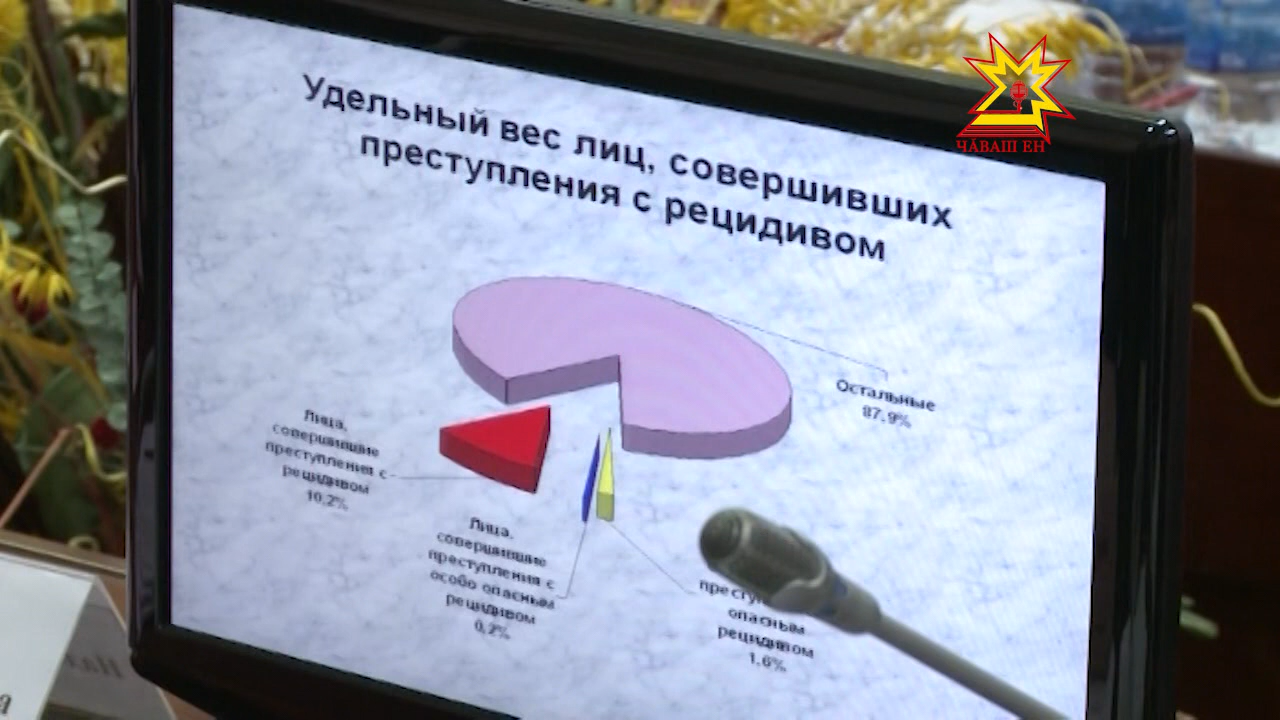 ЧӐВАШ ЕН
Удельный вес лиц, совершивших
преступления с рецидивом
Остальные
87,9%
Лица,
совершившие
преступления с
рецидивом
10,2%
Лица,
совершившие
преступления с
особо опасным
рецидивом
0,2%
опасным
рецидивом
1,6%